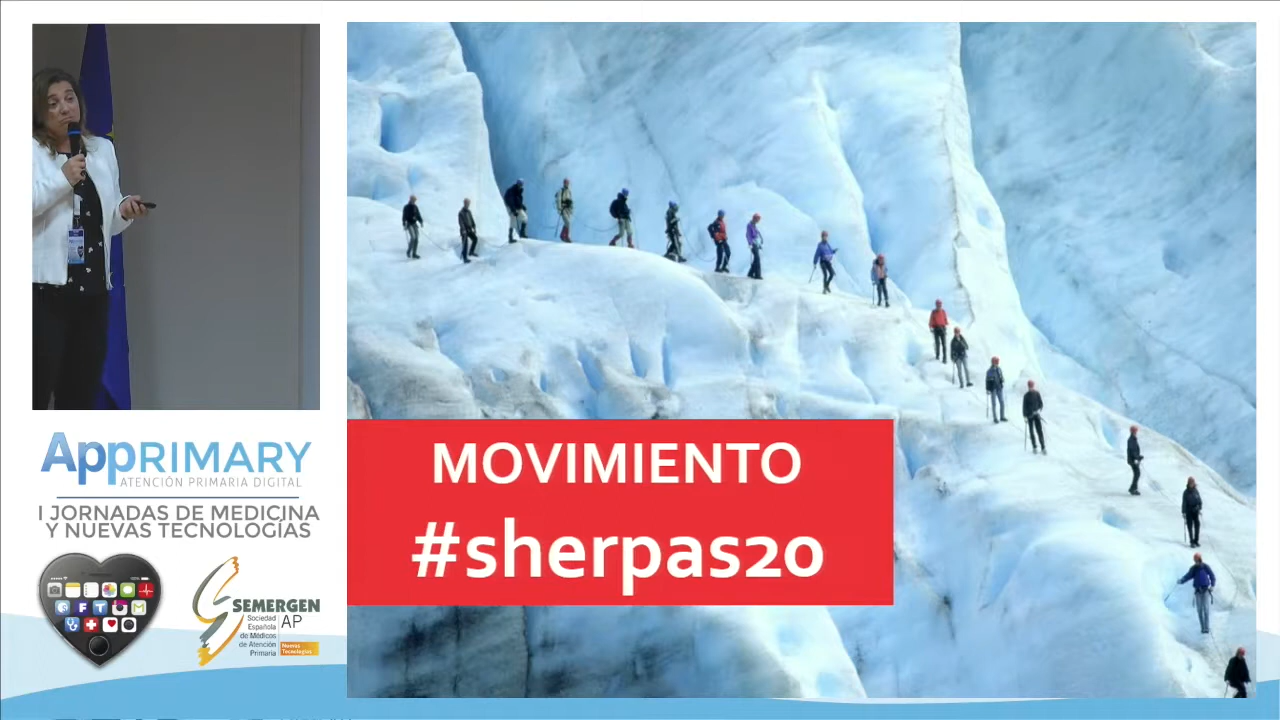 APPRIMARY
ATENCIÓN PRIMARIA DIGITAL
I JORNADAS DE MEDICINA
Y NUEVAS TECNOLOGÍAS
SEMERGEN
AP
Sociedad
Española
de Médicos
de Atención
Primaria
Nuevas
Tecnologías
MOVIMIENTO
#sherpas20